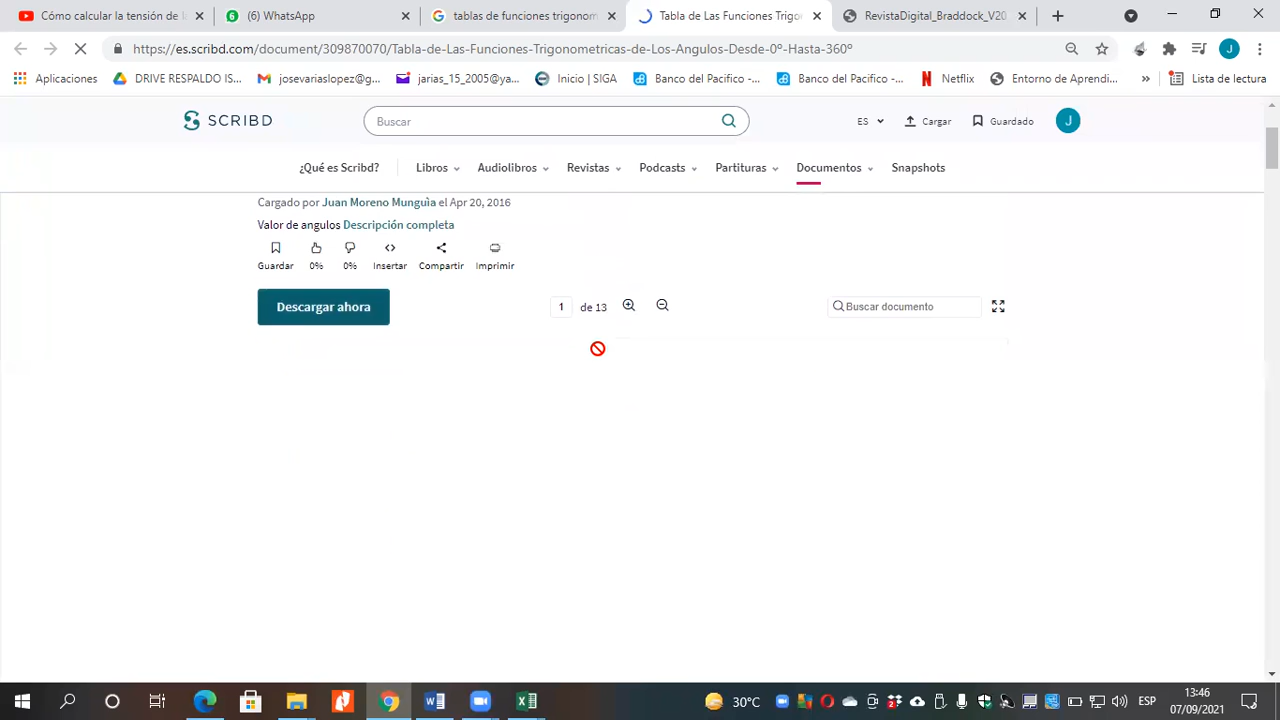 Cómo calcular la tensión de l
(6) WhatsApp
tablas de funciones trigonom
Tabla de Las Funciones Trigo
RevistaDigital_Braddock_V20
https://es.scribd.com/document/309870070/Tabla-de-Las-Funciones-Trigonometricas-de-Los-Angulos-Desde-0º-Hasta-360º
J
Aplicaciones
DRIVE RESPALDO IS...
josevariaslopez@g...
jarias_15_2005@ya...
Inicio | SIGA
Banco del Pacífico -...
Banco del Pacífico -...
Netflix
Entorno de Aprendi...
»
Lista de lectura
SCRIBD
Buscar
ES
Cargar
Guardado
J
¿Qué es Scribd?
Libros
Audiolibros
Revistas
Podcasts
Partituras
Documentos
Snapshots
Cargado por Juan Moreno Munguìa el Apr 20, 2016
Valor de angulos Descripción completa
Guardar
0%
0%
Insertar
Compartir
Imprimir
Descargar ahora
1 de 13
Buscar documento
30°C
ESP
13:46
07/09/2021